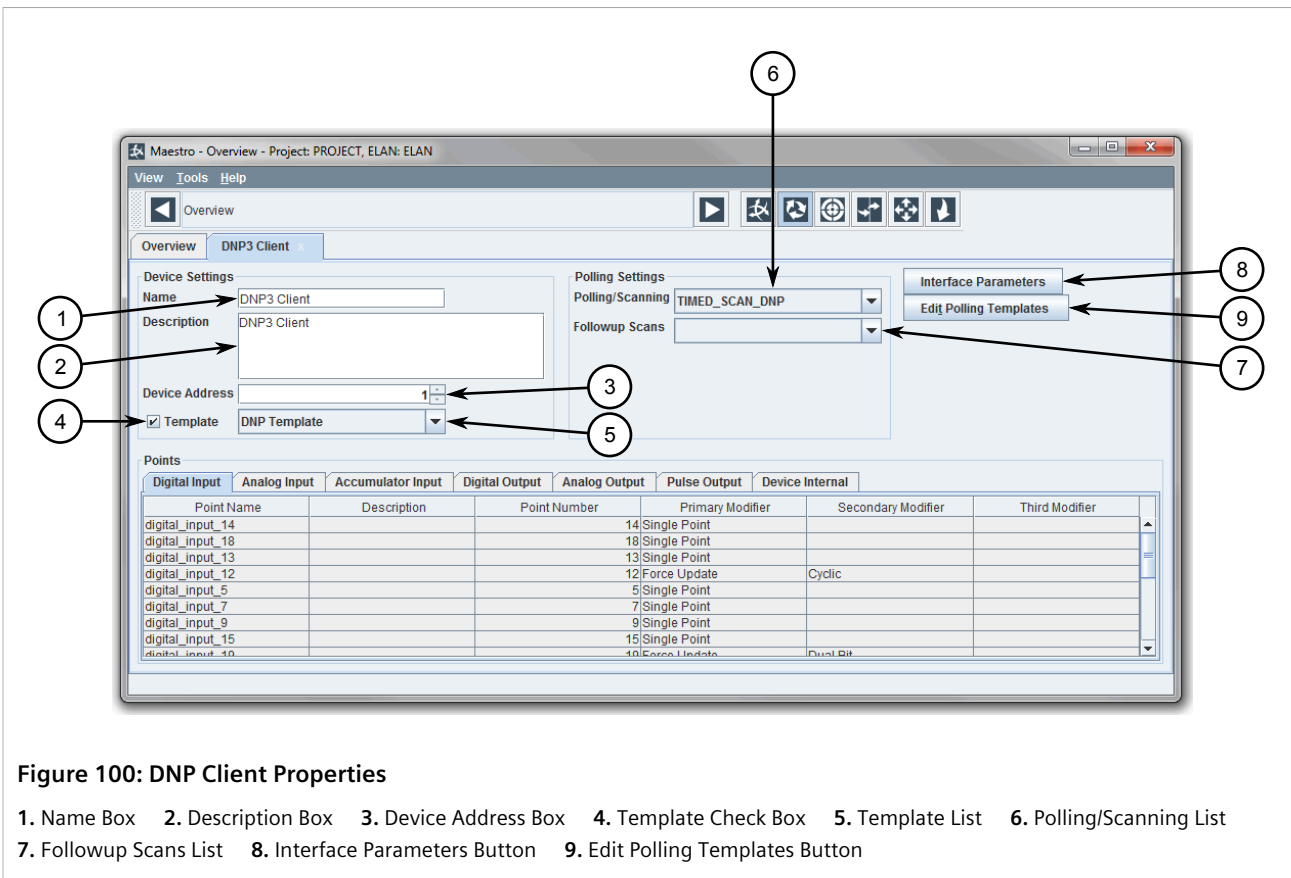 6
Maestro - Overview - Project: PROJECT, ELAN: ELAN
View Tools Help
Overview
Overview DNP3 Client x
Device Settings
Name DNP3 Client
Description DNP3 Client
Device Address 1
Template DNP Template
Polling Settings
Polling/Scanning TIMED_SCAN_DNP
Followup Scans
Interface Parameters
Edit Polling Templates
1
2
3
4
5
8
9
7
Points
Digital Input Analog Input Accumulator Input Digital Output Analog Output Pulse Output Device Internal
Point Name Description Point Number Primary Modifier Secondary Modifier Third Modifier
digital_input_14 14 Single Point
digital_input_18 18 Single Point
digital_input_13 13 Single Point
digital_input_12 12 Force Update Cyclic
digital_input_5 5 Single Point
digital_input_7 7 Single Point
digital_input_9 9 Single Point
digital_input_15 15 Single Point
digital_input_19 19 Force Update Dual Bit
Figure 100: DNP Client Properties
1. Name Box 2. Description Box 3. Device Address Box 4. Template Check Box 5. Template List 6. Polling/Scanning List
7. Followup Scans List 8. Interface Parameters Button 9. Edit Polling Templates Button